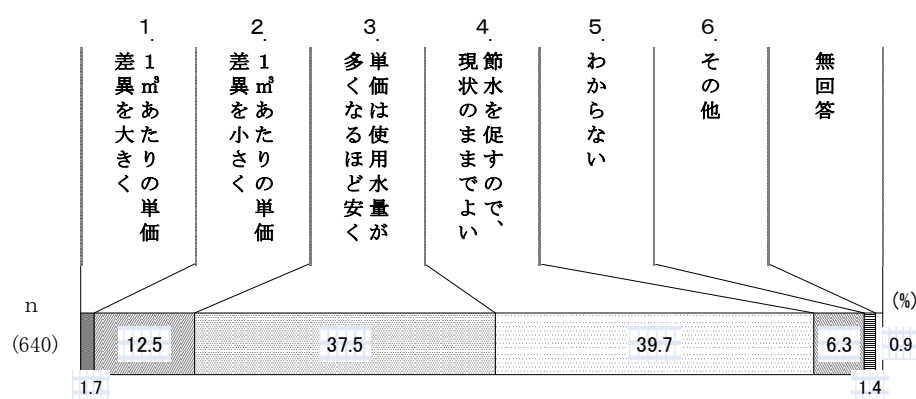 1.
1㎥あたりの単価
差異を大きく
2.
1㎥あたりの単価
差異を小さく
3.
単価は使用水量が
多くなるほど安く
4.
節水を促すので、
現状のままでよい
5.
わからない
6.
その他
無回答
n
(%)
(640)
12.5
37.5
39.7
6.3
0.9
1.7
1.4